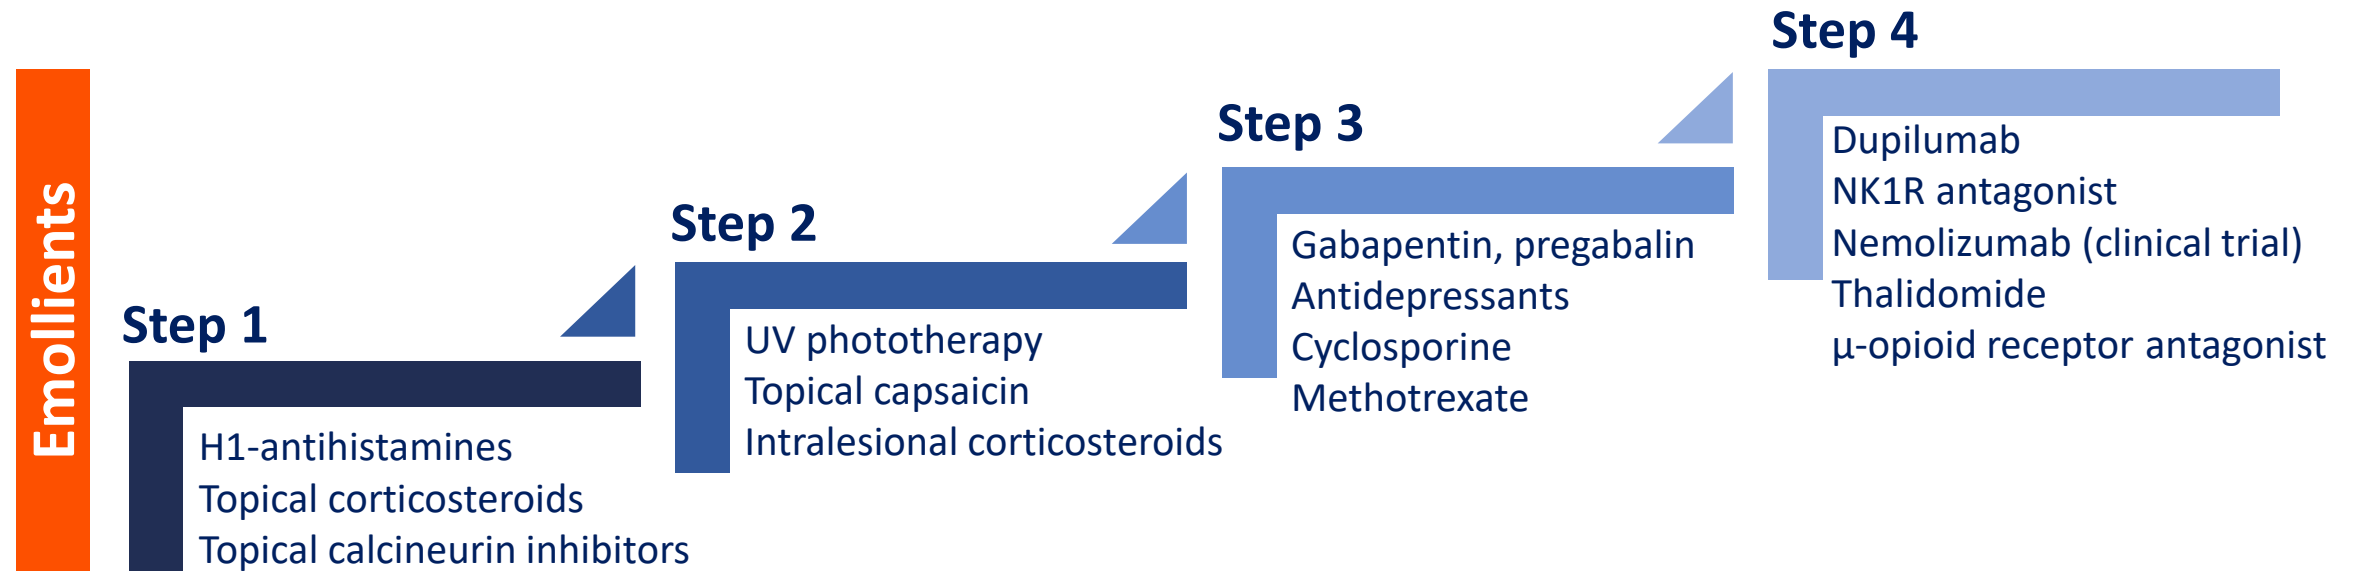 Emollients
Step 1
H1-antihistamines
Topical corticosteroids
Topical calcineurin inhibitors
Step 2
UV phototherapy
Topical capsaicin
Intralesional corticosteroids
Step 3
Gabapentin, pregabalin
Antidepressants
Cyclosporine
Methotrexate
Step 4
Dupilumab
NK1R antagonist
Nemolizumab (clinical trial)
Thalidomide
μ-opioid receptor antagonist